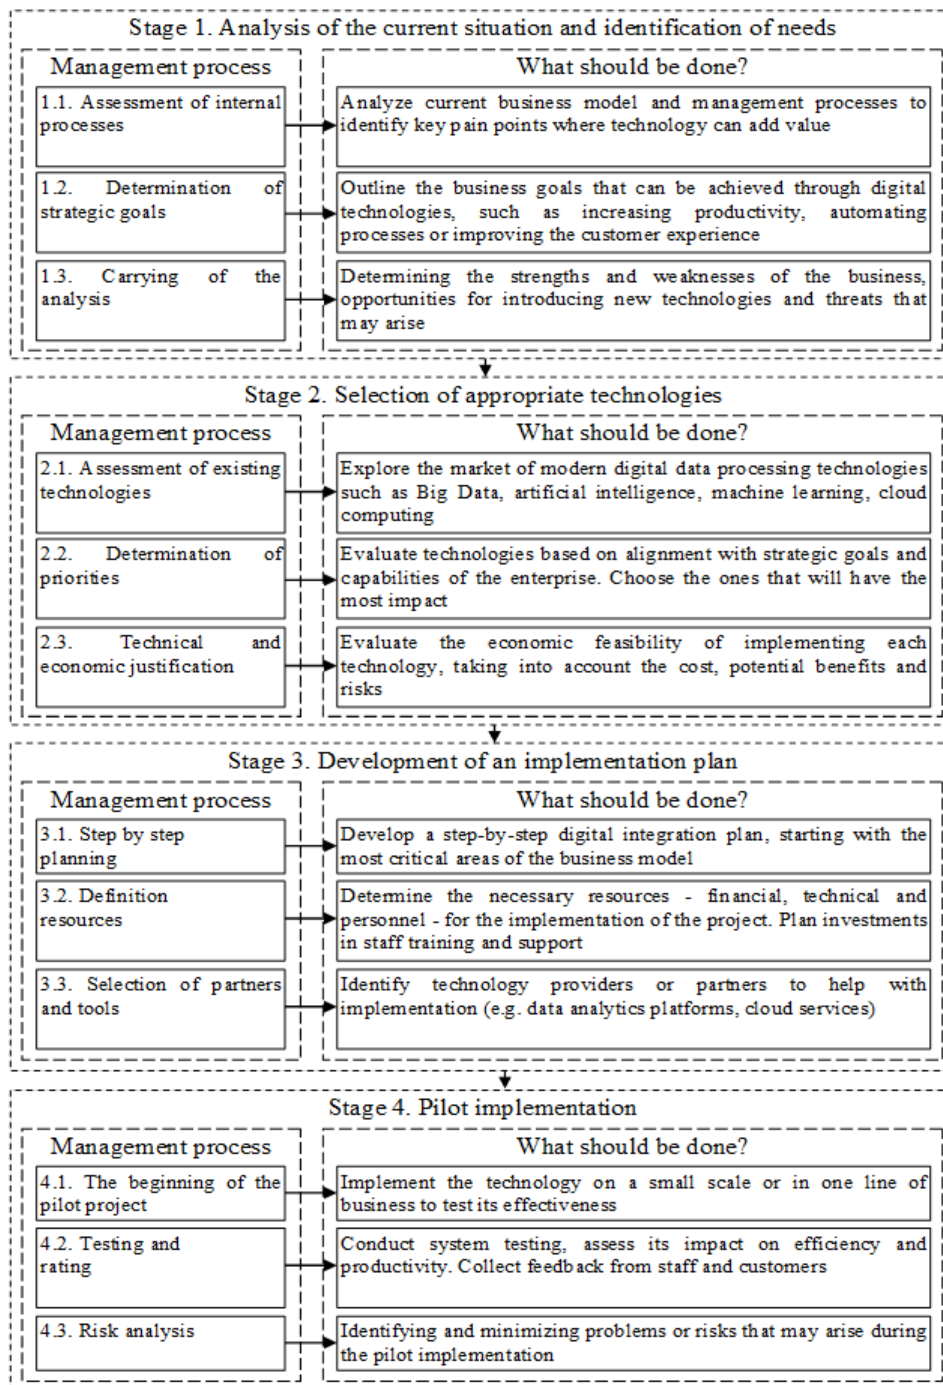 Stage 1. Analysis of the current situation and identification of needs
Management process
What should be done?
1.1. Assessment of internal
processes
Analyze current business model and management processes to
identify key pain points where technology can add value
1.2. Determination of
strategic goals
Outline the business goals that can be achieved through digital
technologies, such as increasing productivity, automating
processes or improving the customer experience
1.3. Carrying of the
analysis
Determining the strengths and weaknesses of the business,
opportunities for introducing new technologies and threats that
may arise
Stage 2. Selection of appropriate technologies
Management process
What should be done?
2.1. Assessment of existing
technologies
Explore the market of modern digital data processing technologies
such as Big Data, artificial intelligence, machine learning, cloud
computing
2.2. Determination of
priorities
Evaluate technologies based on alignment with strategic goals and
capabilities of the enterprise. Choose the ones that will have the
most impact
2.3. Technical and
economic justification
Evaluate the economic feasibility of implementing each
technology, taking into account the cost, potential benefits and
risks
Stage 3. Development of an implementation plan
Management process
What should be done?
3.1. Step by step
planning
Develop a step-by-step digital integration plan, starting with the
most critical areas of the business model
3.2. Definition
resources
Determine the necessary resources - financial, technical and
personnel - for the implementation of the project. Plan investments
in staff training and support
3.3. Selection of partners
and tools
Identify technology providers or partners to help with
implementation (e.g. data analytics platforms, cloud services)
Stage 4. Pilot implementation
Management process
What should be done?
4.1. The beginning of the
pilot project
Implement the technology on a small scale or in one line of
business to test its effectiveness
4.2. Testing and
rating
Conduct system testing, assess its impact on efficiency and
productivity. Collect feedback from staff and customers
4.3. Risk analysis
Identifying and minimizing problems or risks that may arise during
the pilot implementation